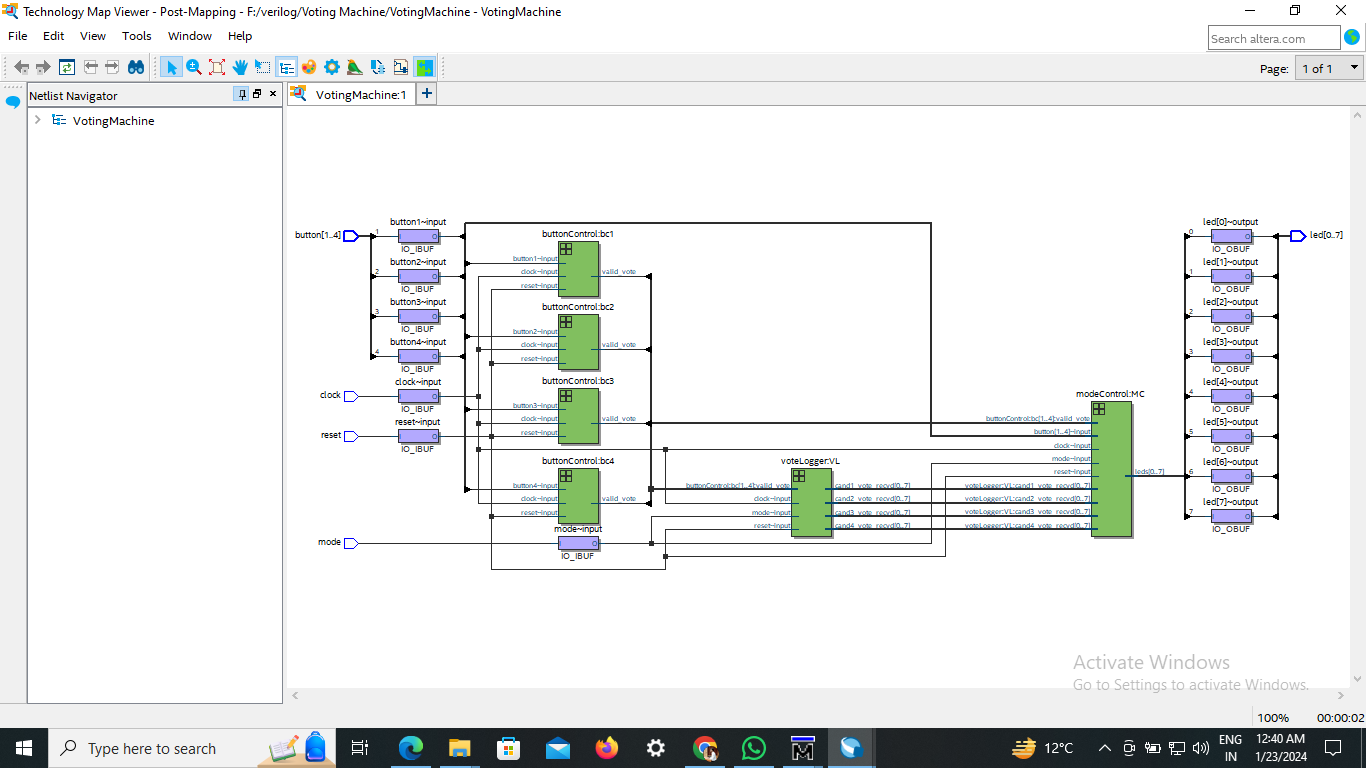 Technology Map Viewer - Post-Mapping - F:/verilog/Voting Machine/VotingMachine - VotingMachine
File Edit View Tools Window Help
Search altera.com
Page: 1 of 1
Netlist Navigator
VotingMachine:1
VotingMachine
button[1..4]
1
button1~input
O
IO_IBUF
2
button2~input
O
IO_IBUF
3
button3~input
O
IO_IBUF
4
button4~input
O
IO_IBUF
clock
clock~input
O
IO_IBUF
reset
reset~input
O
IO_IBUF
buttonControl:bc1
button1~input
clock~input
reset~input
valid_vote
buttonControl:bc2
button2~input
clock~input
reset~input
valid_vote
buttonControl:bc3
button3~input
clock~input
reset~input
valid_vote
buttonControl:bc4
button4~input
clock~input
reset~input
valid_vote
mode
mode~input
O
IO_IBUF
voteLogger:VL
buttonControl:bc[1..4]:valid_vote
clock~input
mode~input
reset~input
cand1_vote_recvd[0..7]
cand2_vote_recvd[0..7]
cand3_vote_recvd[0..7]
cand4_vote_recvd[0..7]
modeControl:MC
buttonControl:bc[1..4]:valid_vote
button[1..4]~input
clock~input
mode~input
reset~input
voteLogger:VL:cand1_vote_recvd[0..7]
voteLogger:VL:cand2_vote_recvd[0..7]
voteLogger:VL:cand3_vote_recvd[0..7]
voteLogger:VL:cand4_vote_recvd[0..7]
leds[0..7]
led[0]~output
0
IO_OBUF
led[1]~output
1
IO_OBUF
led[2]~output
2
IO_OBUF
led[3]~output
3
IO_OBUF
led[4]~output
4
IO_OBUF
led[5]~output
5
IO_OBUF
led[6]~output
6
IO_OBUF
led[7]~output
7
IO_OBUF
led[0..7]
Activate Windows
Go to Settings to activate Windows.
100% 00:00:02
Type here to search
12°C
ENG
IN
12:40 AM
1/23/2024